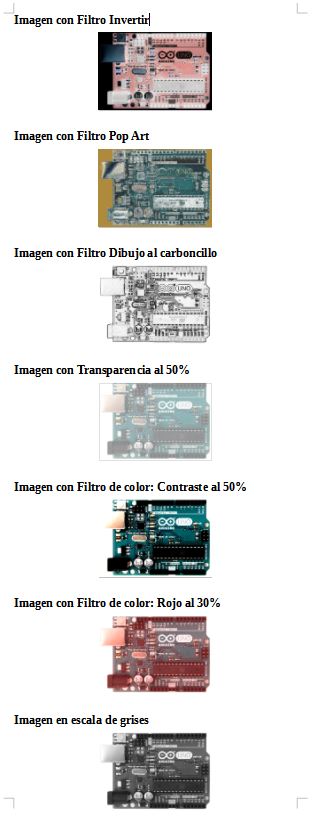 Imagen con Filtro Invertir
Imagen con Filtro Pop Art
Imagen con Filtro Dibujo al carboncillo
UNO
Imagen con Transparencia al 50%
Imagen con Filtro de color: Contraste al 50%
Imagen con Filtro de color: Rojo al 30%
Imagen en escala de grises